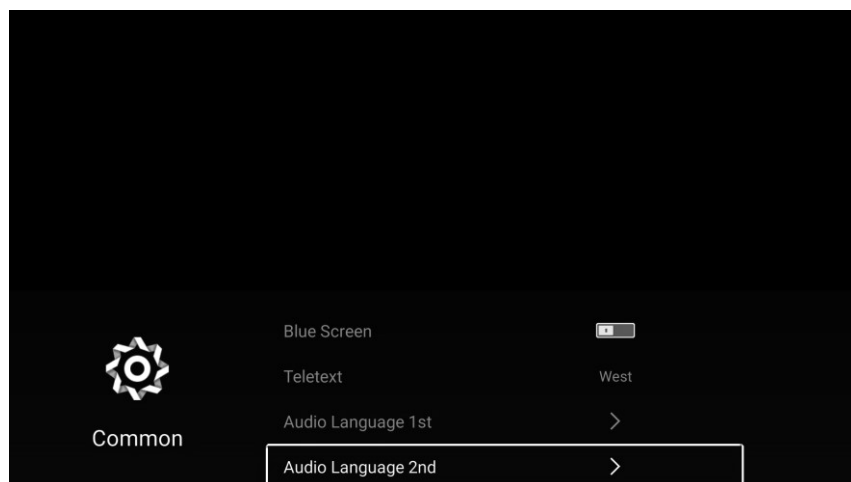 Blue Screen
Teletext West
Common
Audio Language 1st >
Audio Language 2nd >